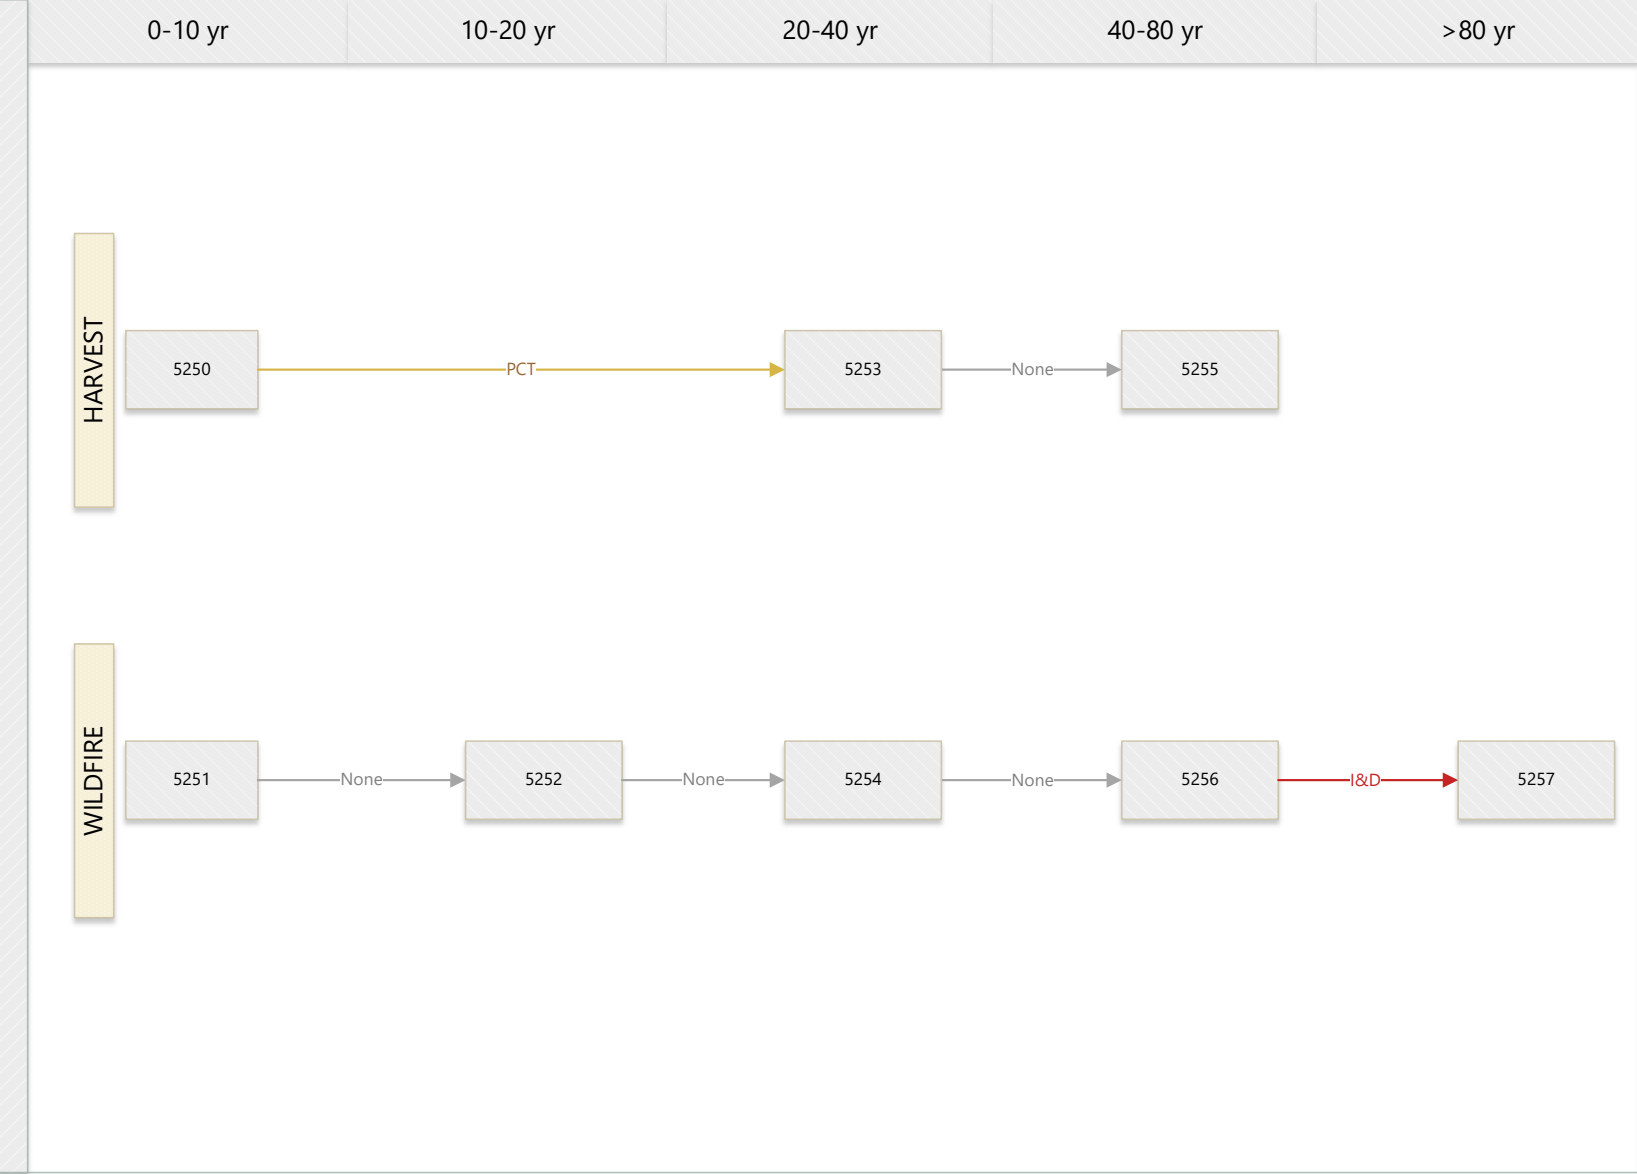 0-10 yr
10-20 yr
20-40 yr
40-80 yr
>80 yr
HARVEST
5250
PCT
5253
None
5255
WILDFIRE
5251
None
5252
None
5254
None
5256
I&D
5257